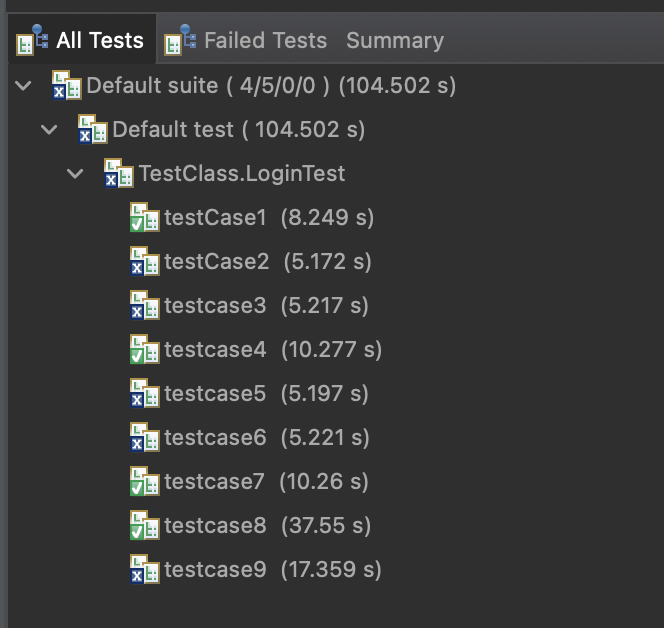 All Tests Failed Tests Summary
Default suite ( 4/5/0/0 ) (104.502 s)
Default test ( 104.502 s)
TestClass.LoginTest
testCase1 (8.249 s)
testCase2 (5.172 s)
testcase3 (5.217 s)
testcase4 (10.277 s)
testcase5 (5.197 s)
testcase6 (5.221 s)
testcase7 (10.26 s)
testcase8 (37.55 s)
testcase9 (17.359 s)